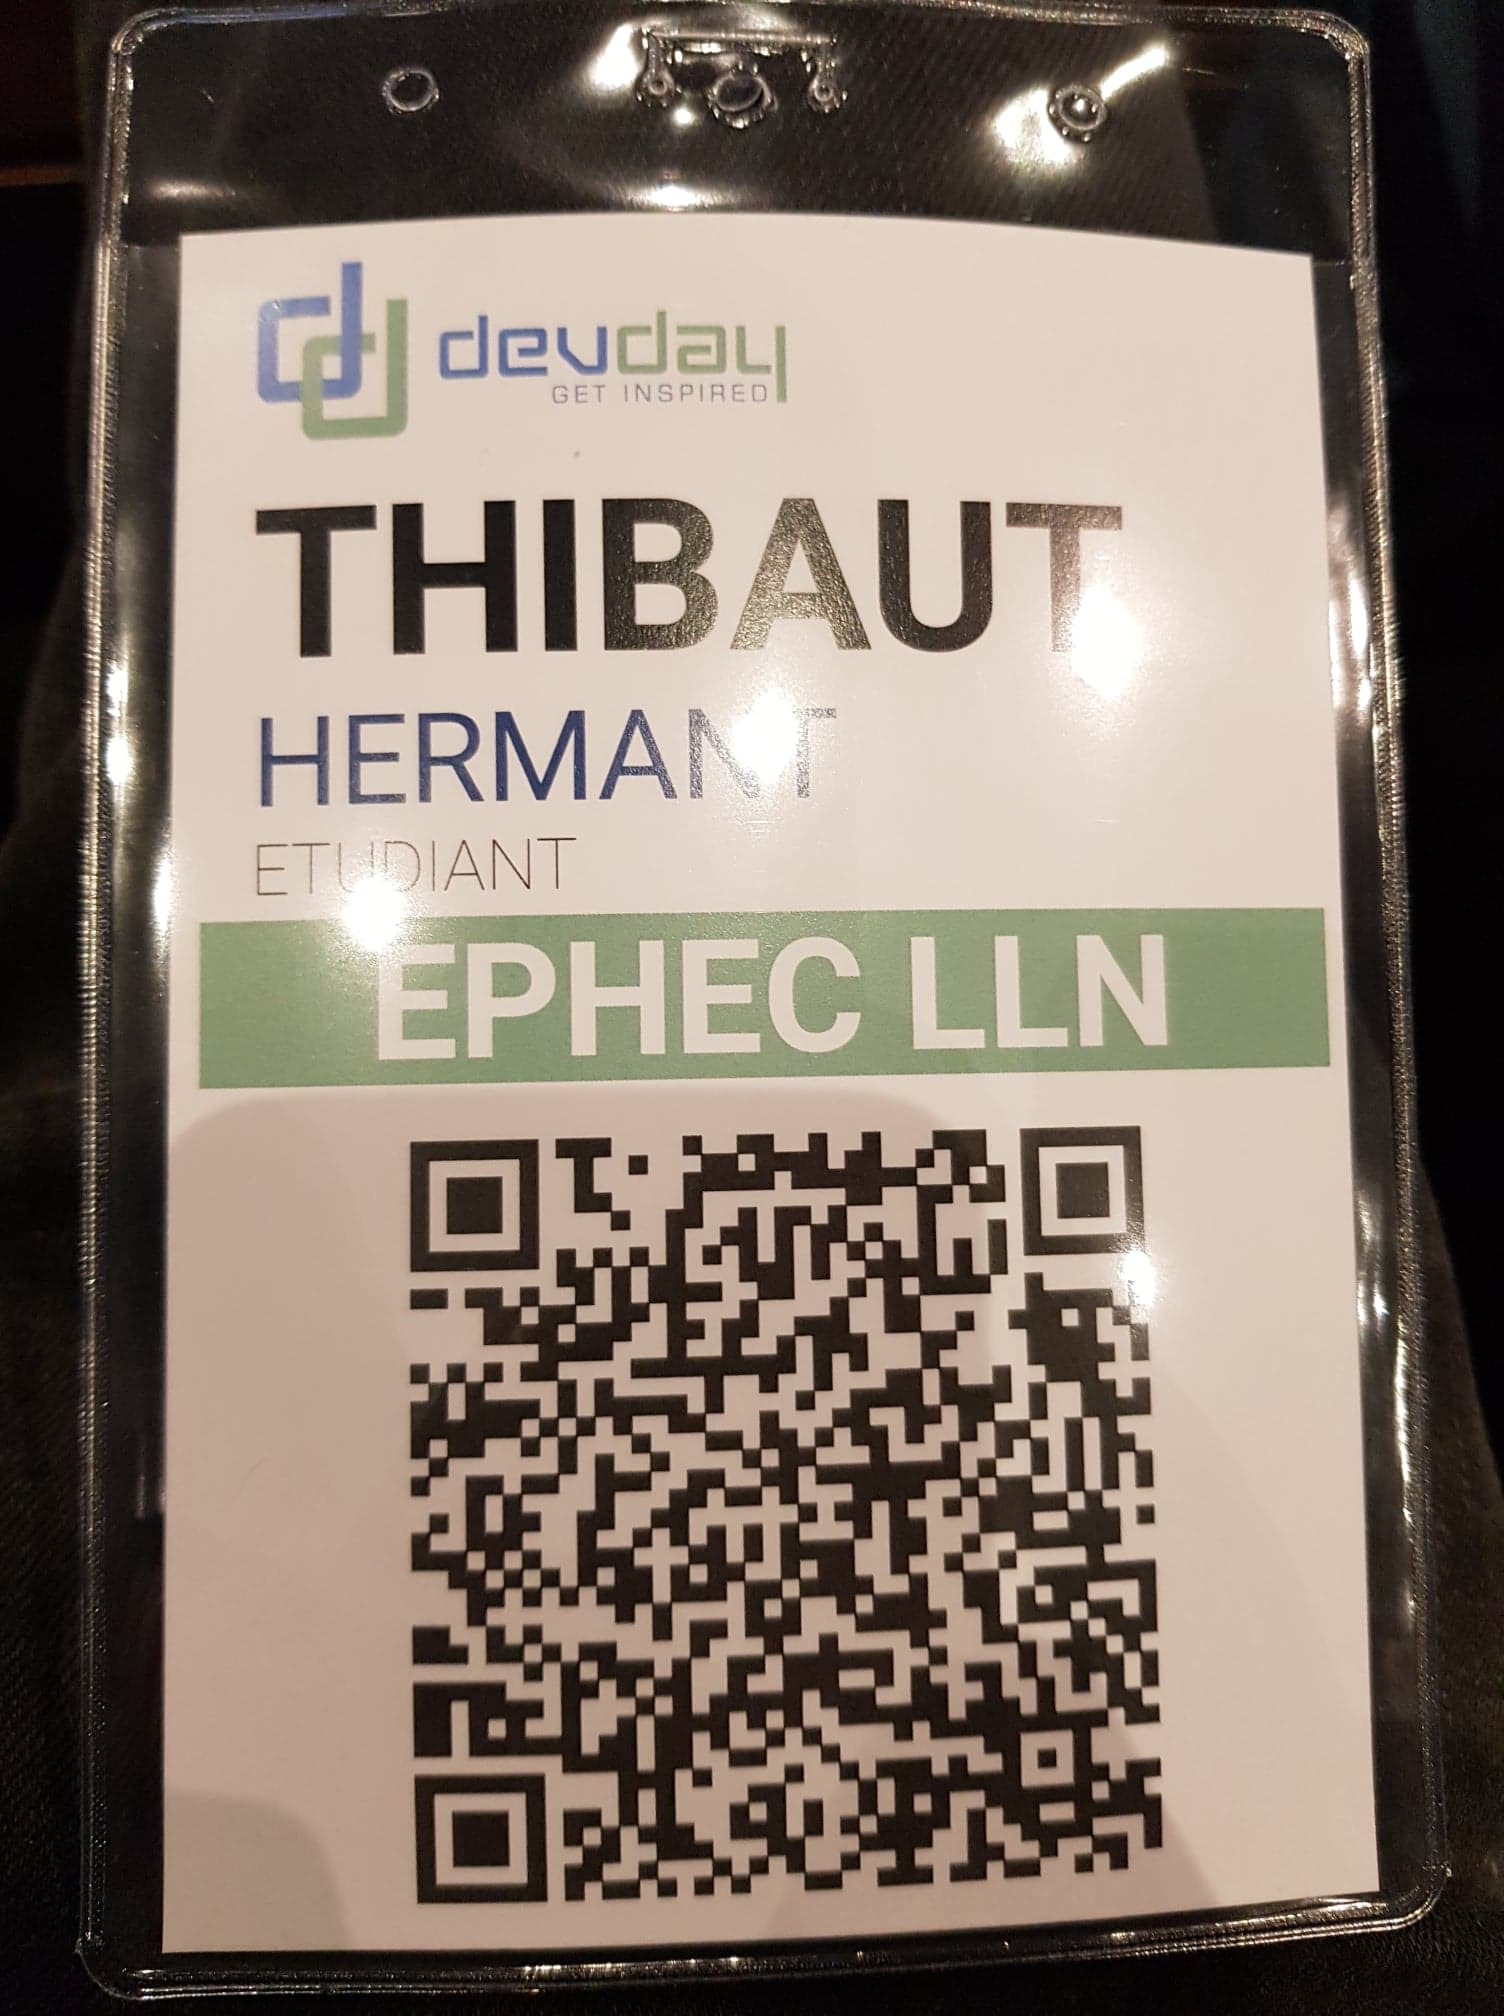 devday
GET INSPIRED
THIBAUT
HERMANT
ETUDIANT
EPHEC LLN